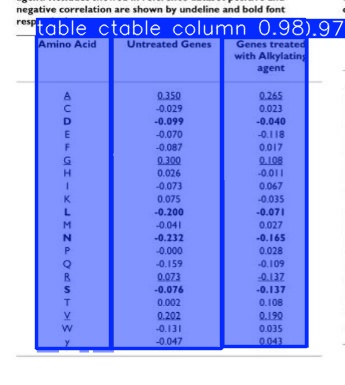 negative correlation are shown by undeline and bold font
resp
table ctable column 0.98).97
Amino Acid Untreated Genes Genes treated
with Alkylating
agent
A 0.350 0.265
C -0.029 0.023
D -0.099 -0.040
E -0.070 -0.118
F -0.087 0.017
G 0.300 0.108
H 0.026 -0.011
I -0.073 0.067
K 0.075 -0.035
L -0.200 -0.071
M -0.041 0.027
N -0.232 -0.165
P -0.000 0.028
Q -0.159 -0.109
R 0.073 -0.137
S -0.076 -0.137
T 0.002 0.108
V 0.202 0.190
W -0.131 0.035
y -0.047 0.043